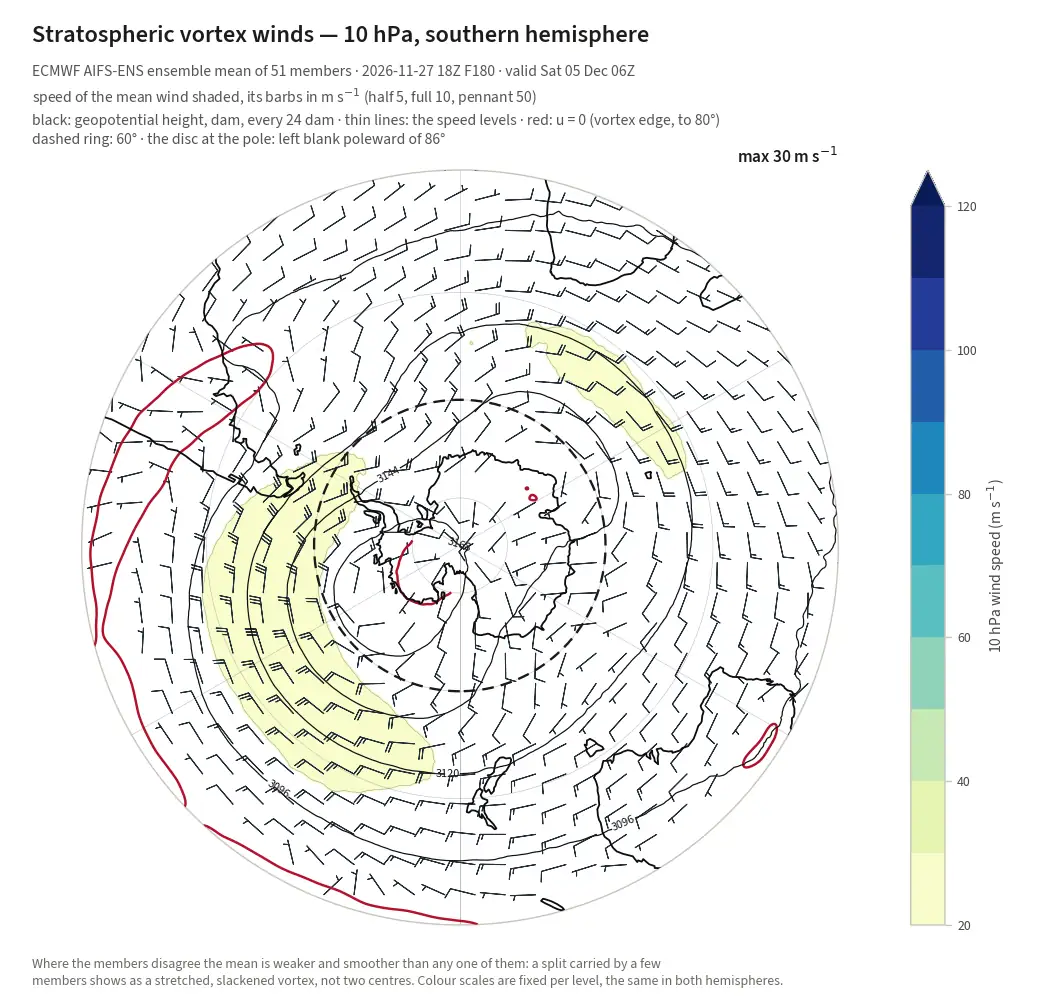 Stratospheric vortex winds — 10 hPa, southern hemisphere
ECMWF AIFS-ENS ensemble mean of 51 members · 2026-11-27 18Z F180 · valid Sat 05 Dec 06Z
speed of the mean wind shaded, its barbs in m s⁻¹ (half 5, full 10, pennant 50)
black: geopotential height, dam, every 24 dam · thin lines: the speed levels · red: u = 0 (vortex edge, to 80°)
dashed ring: 60° · the disc at the pole: left blank poleward of 86°
max 30 m s⁻¹
120
100
80
60
40
20
10 hPa wind speed (m s⁻¹)
3144
3168
3120
3096
3096
Where the members disagree the mean is weaker and smoother than any one of them: a split carried by a few
members shows as a stretched, slackened vortex, not two centres. Colour scales are fixed per level, the same in both hemispheres.